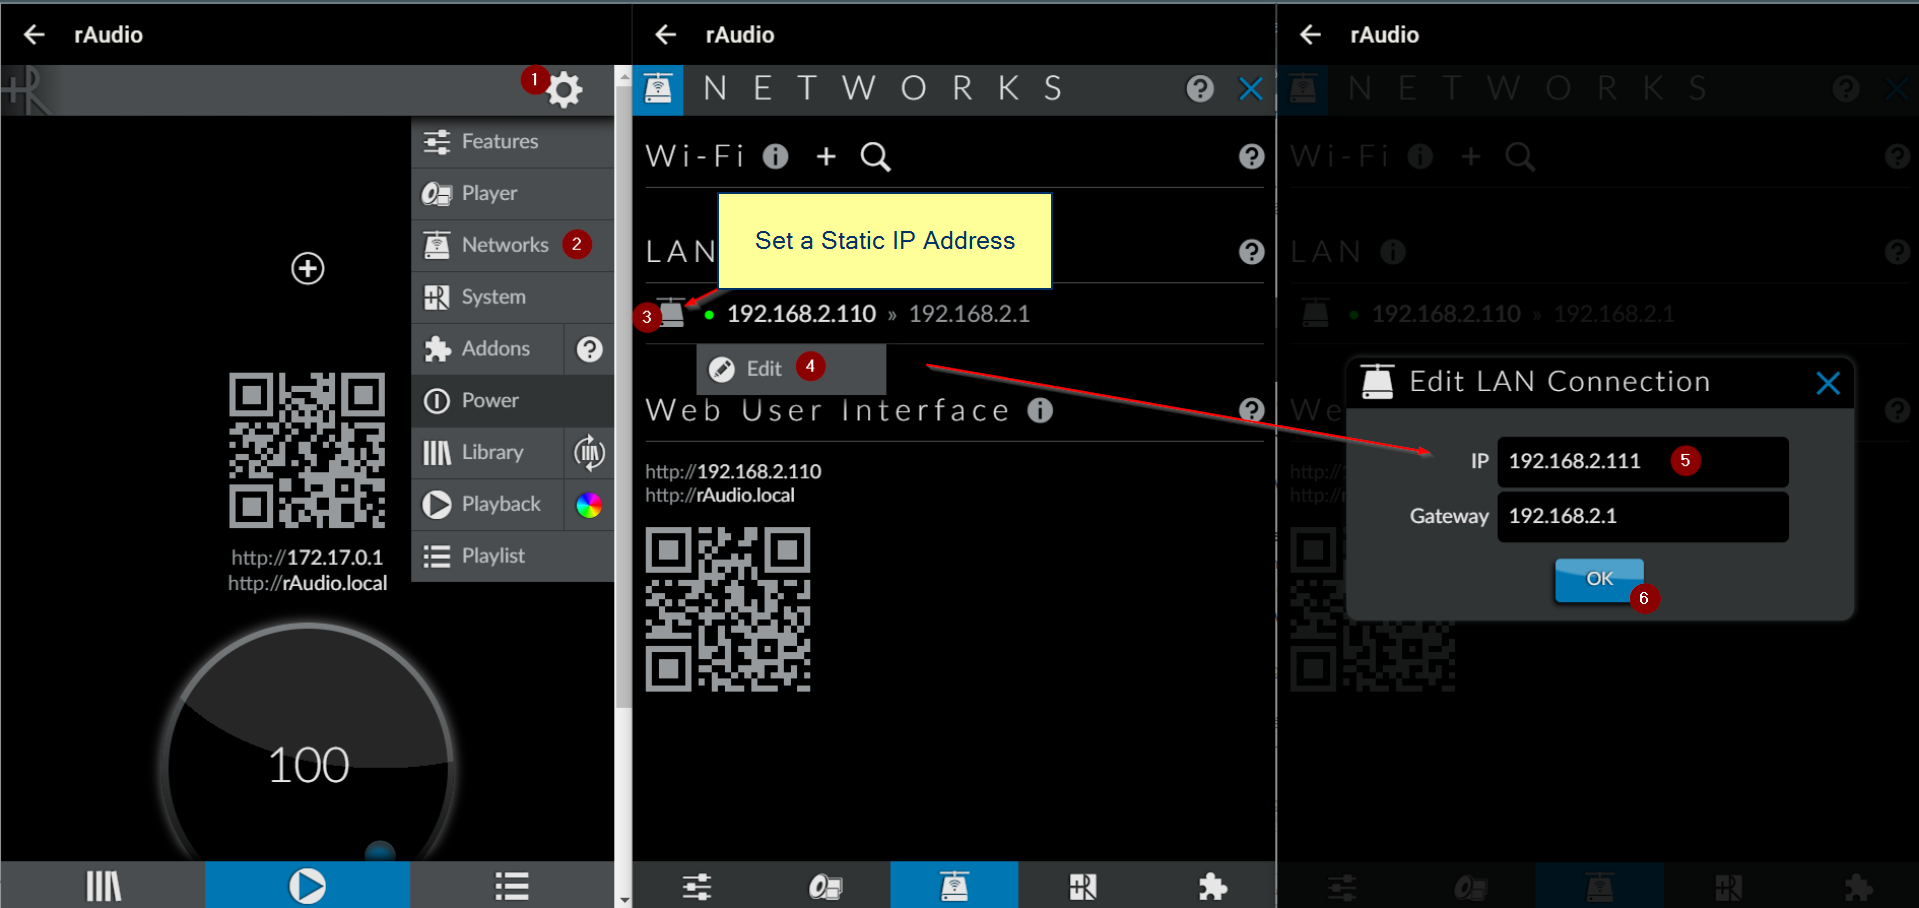 rAudio
1
Features
Player
Networks 2
System
Addons
Power
Library
Playback
Playlist
http://172.17.0.1
http://rAudio.local
100
rAudio
NETWORKS
Wi-Fi
LAN
Set a Static IP Address
3 192.168.2.110 » 192.168.2.1
Edit 4
Web User Interface
http://192.168.2.110
http://rAudio.local
rAudio
NETWORKS
Wi-Fi
LAN
192.168.2.110 » 192.168.2.1
Edit LAN Connection
We
IP 192.168.2.111 5
http://
Gateway 192.168.2.1
http://r
OK
6